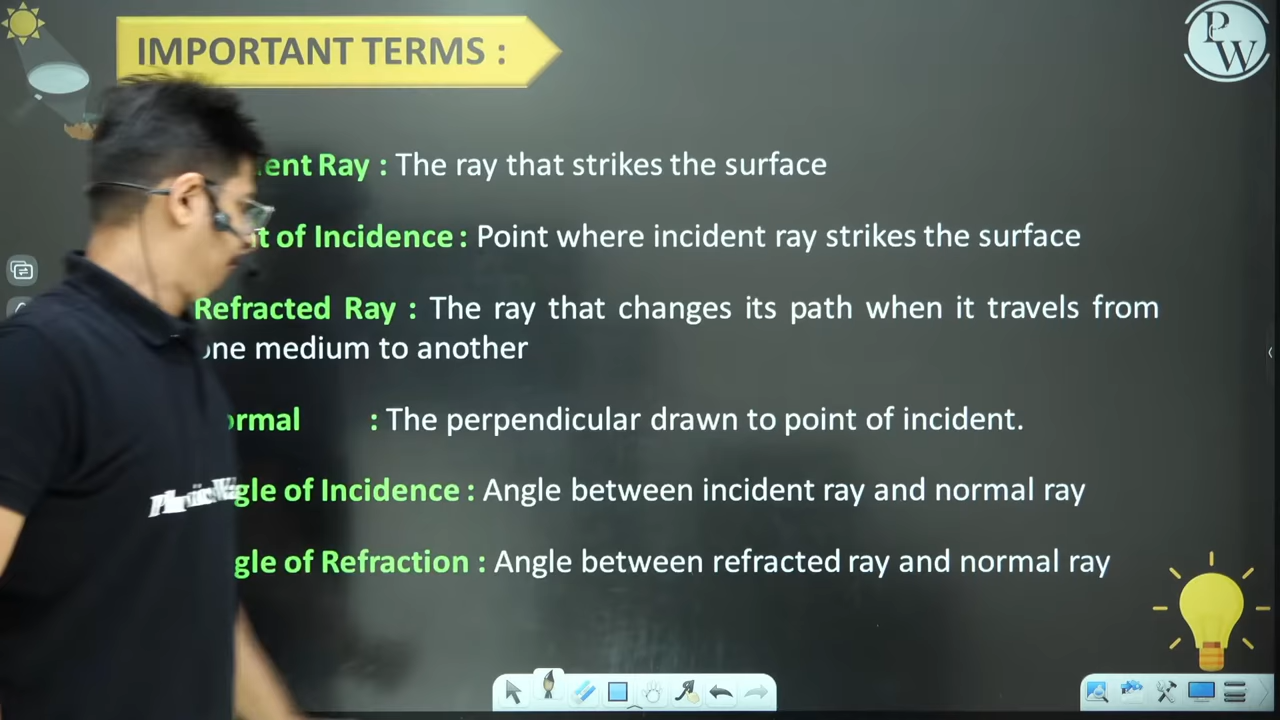 IMPORTANT TERMS :
PW
ent Ray : The ray that strikes the surface
t of Incidence : Point where incident ray strikes the surface
Refracted Ray : The ray that changes its path when it travels from
one medium to another
ormal : The perpendicular drawn to point of incident.
gle of Incidence : Angle between incident ray and normal ray
gle of Refraction : Angle between refracted ray and normal ray